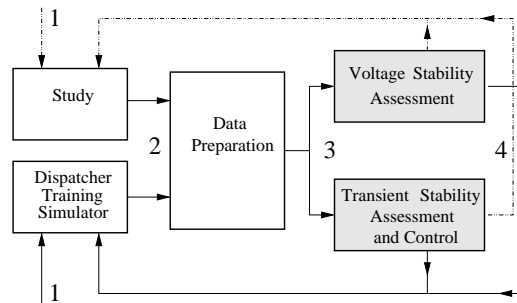 1
Study
Data
Preparation
2
Dispatcher
Training
Simulator
1
3
Voltage Stability
Assessment
4
Transient Stability
Assessment
and Control